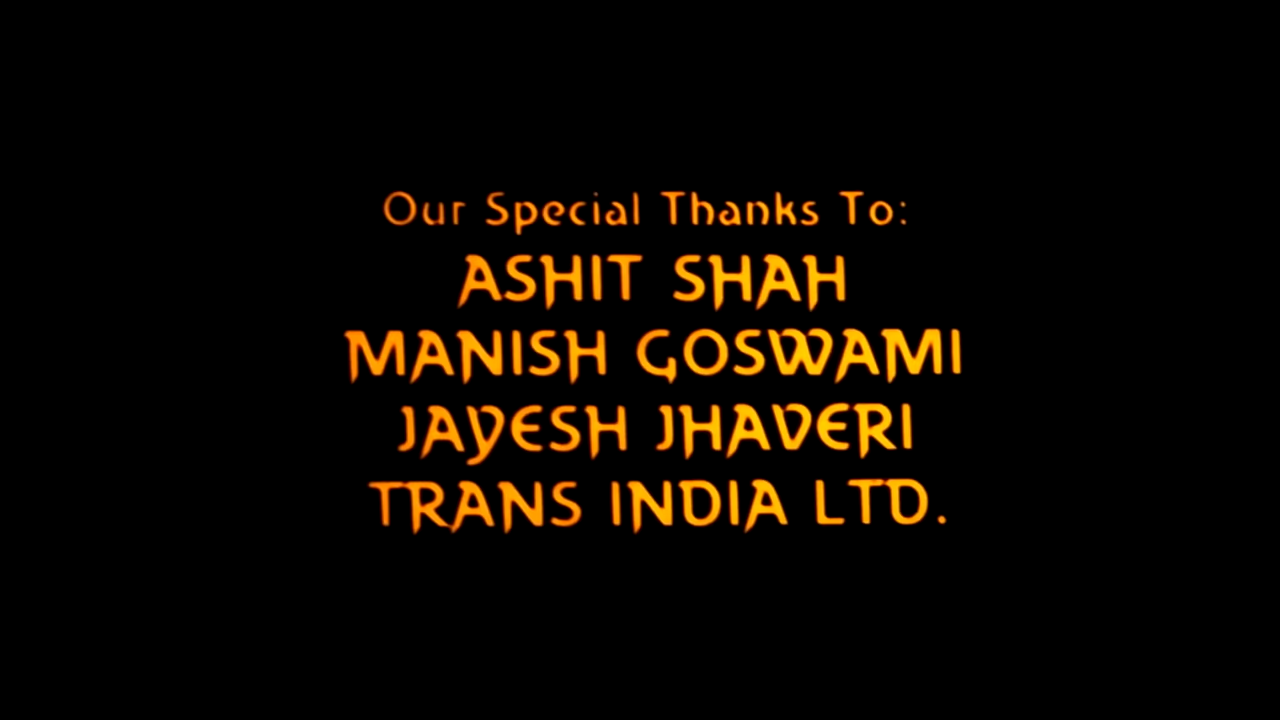 Our Special Thanks To:
ASHIT SHAH
MANISH GOSWAMI
JAYESH JHAVERI
TRANS INDIA LTD.